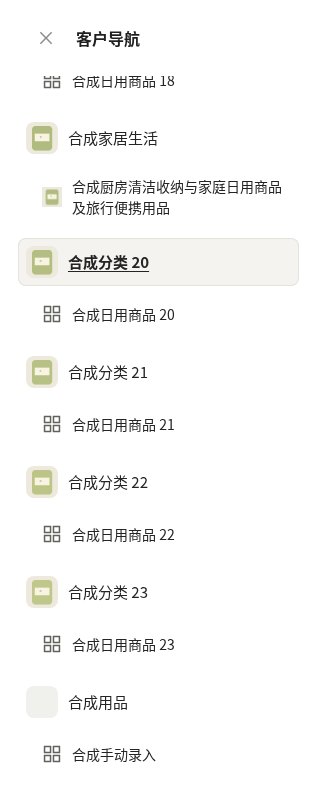 客户导航
合成日用商品 18
合成家居生活
合成厨房清洁收纳与家庭日用商品
及旅行便携用品
合成分类 20
合成日用商品 20
合成分类 21
合成日用商品 21
合成分类 22
合成日用商品 22
合成分类 23
合成日用商品 23
合成用品
合成手动录入